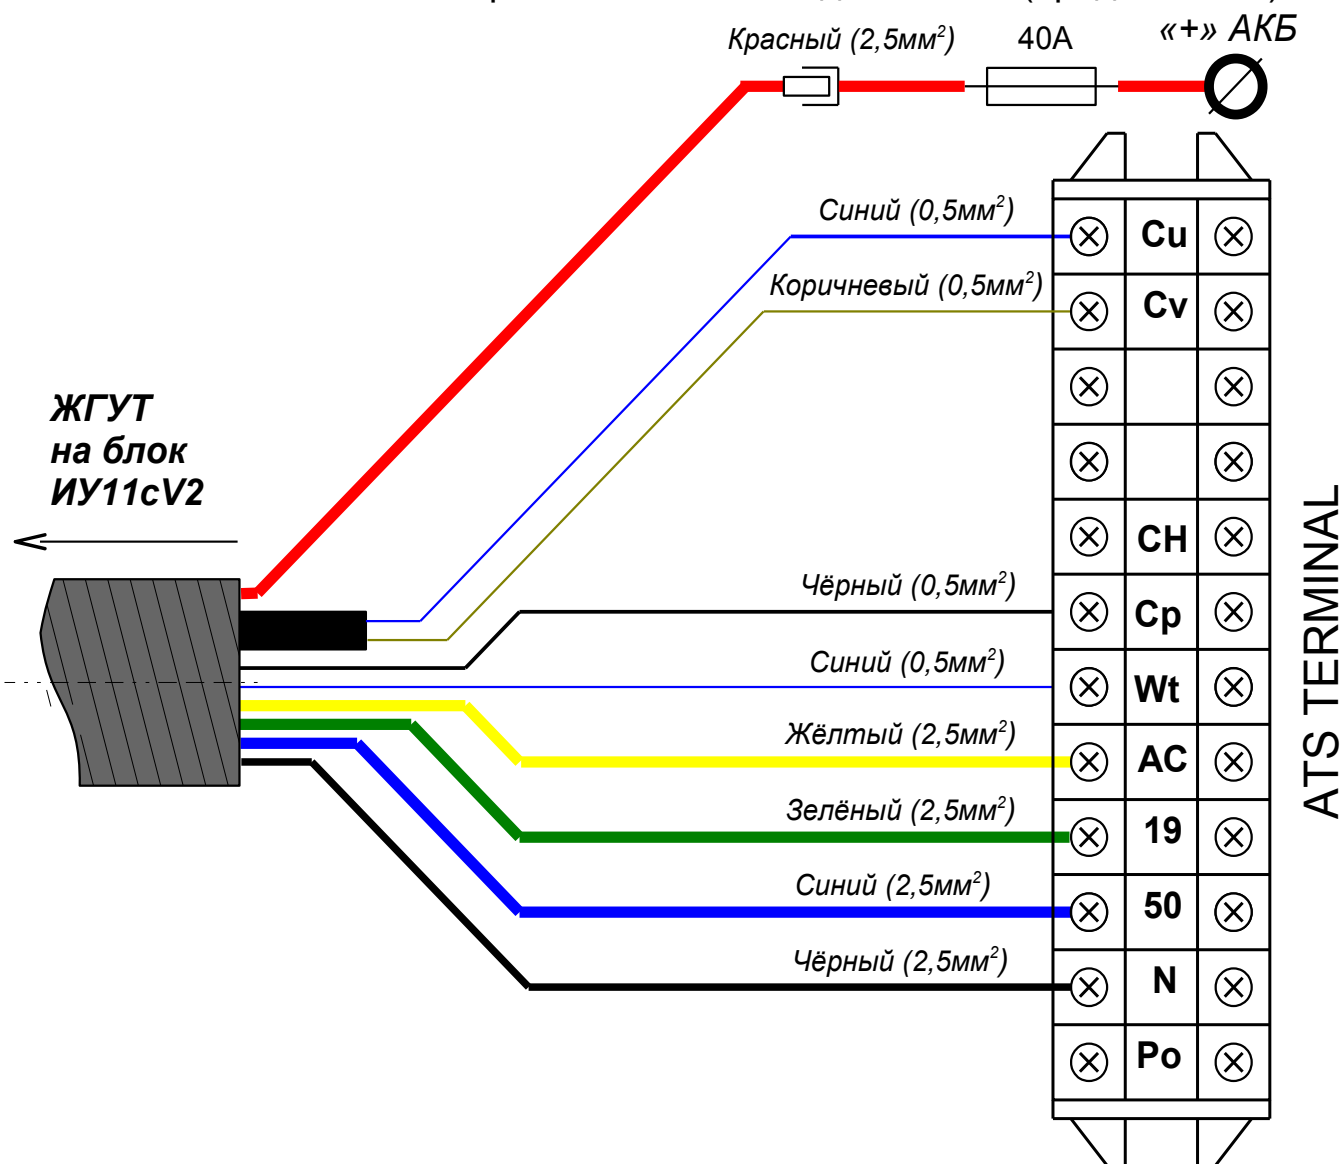 Красный (2,5мм²)
40А
«+» АКБ
Синий (0,5мм²)
Cu
Коричневый (0,5мм²)
Cv
ЖГУТ
на блок
ИУ11сV2
CH
Чёрный (0,5мм²)
Cp
Синий (0,5мм²)
Wt
Жёлтый (2,5мм²)
AC
Зелёный (2,5мм²)
19
Синий (2,5мм²)
50
Чёрный (2,5мм²)
N
Po
ATS TERMINAL